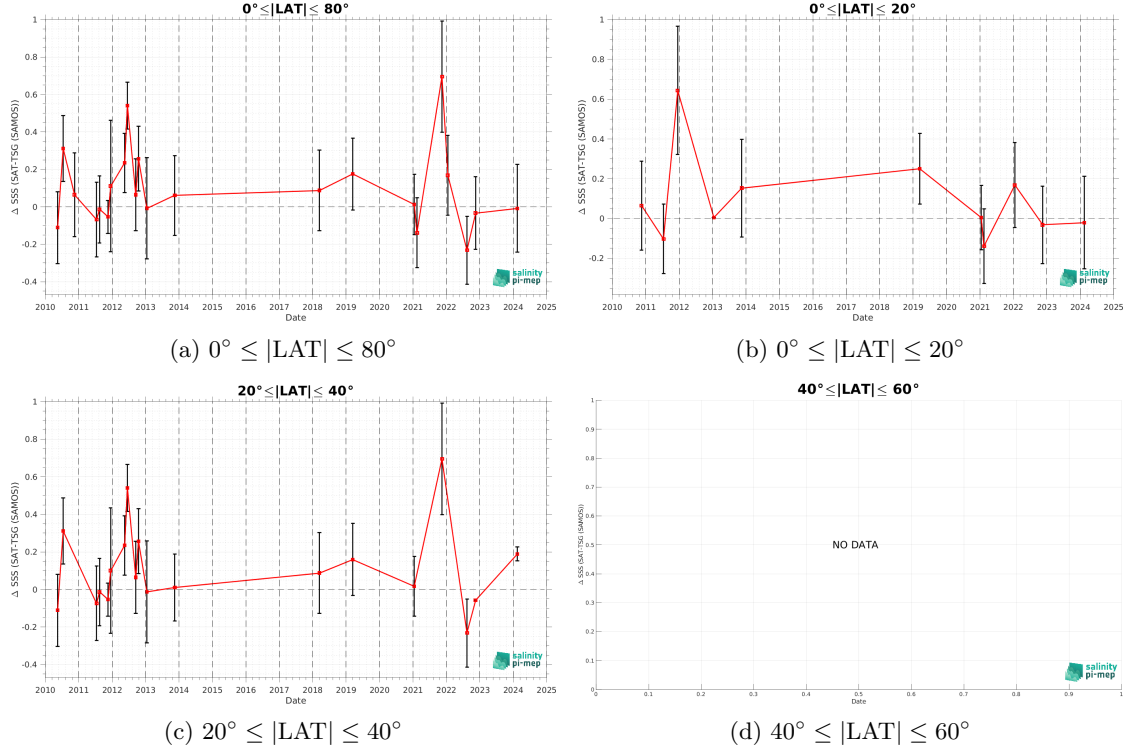 0°≤|LAT|≤ 80°
Δ SSS (SAT-TSG (SAMOS))
1
0.8
0.6
0.4
0.2
0
-0.2
-0.4
2010 2011 2012 2013 2014 2015 2016 2017 2018 2019 2020 2021 2022 2023 2024 2025
Date
salinity
pi-mep
(a) 0° ≤ |LAT| ≤ 80°
0°≤|LAT|≤ 20°
Δ SSS (SAT-TSG (SAMOS))
1
0.8
0.6
0.4
0.2
0
-0.2
2010 2011 2012 2013 2014 2015 2016 2017 2018 2019 2020 2021 2022 2023 2024 2025
Date
salinity
pi-mep
(b) 0° ≤ |LAT| ≤ 20°
20°≤|LAT|≤ 40°
Δ SSS (SAT-TSG (SAMOS))
1
0.8
0.6
0.4
0.2
0
-0.2
-0.4
2010 2011 2012 2013 2014 2015 2016 2017 2018 2019 2020 2021 2022 2023 2024 2025
Date
salinity
pi-mep
(c) 20° ≤ |LAT| ≤ 40°
40°≤|LAT|≤ 60°
Δ SSS (SAT-TSG (SAMOS))
1
0.9
0.8
0.7
0.6
0.5
0.4
0.3
0.2
0.1
0
NO DATA
0 0.1 0.2 0.3 0.4 0.5 0.6 0.7 0.8 0.9 1
Date
salinity
pi-mep
(d) 40° ≤ |LAT| ≤ 60°